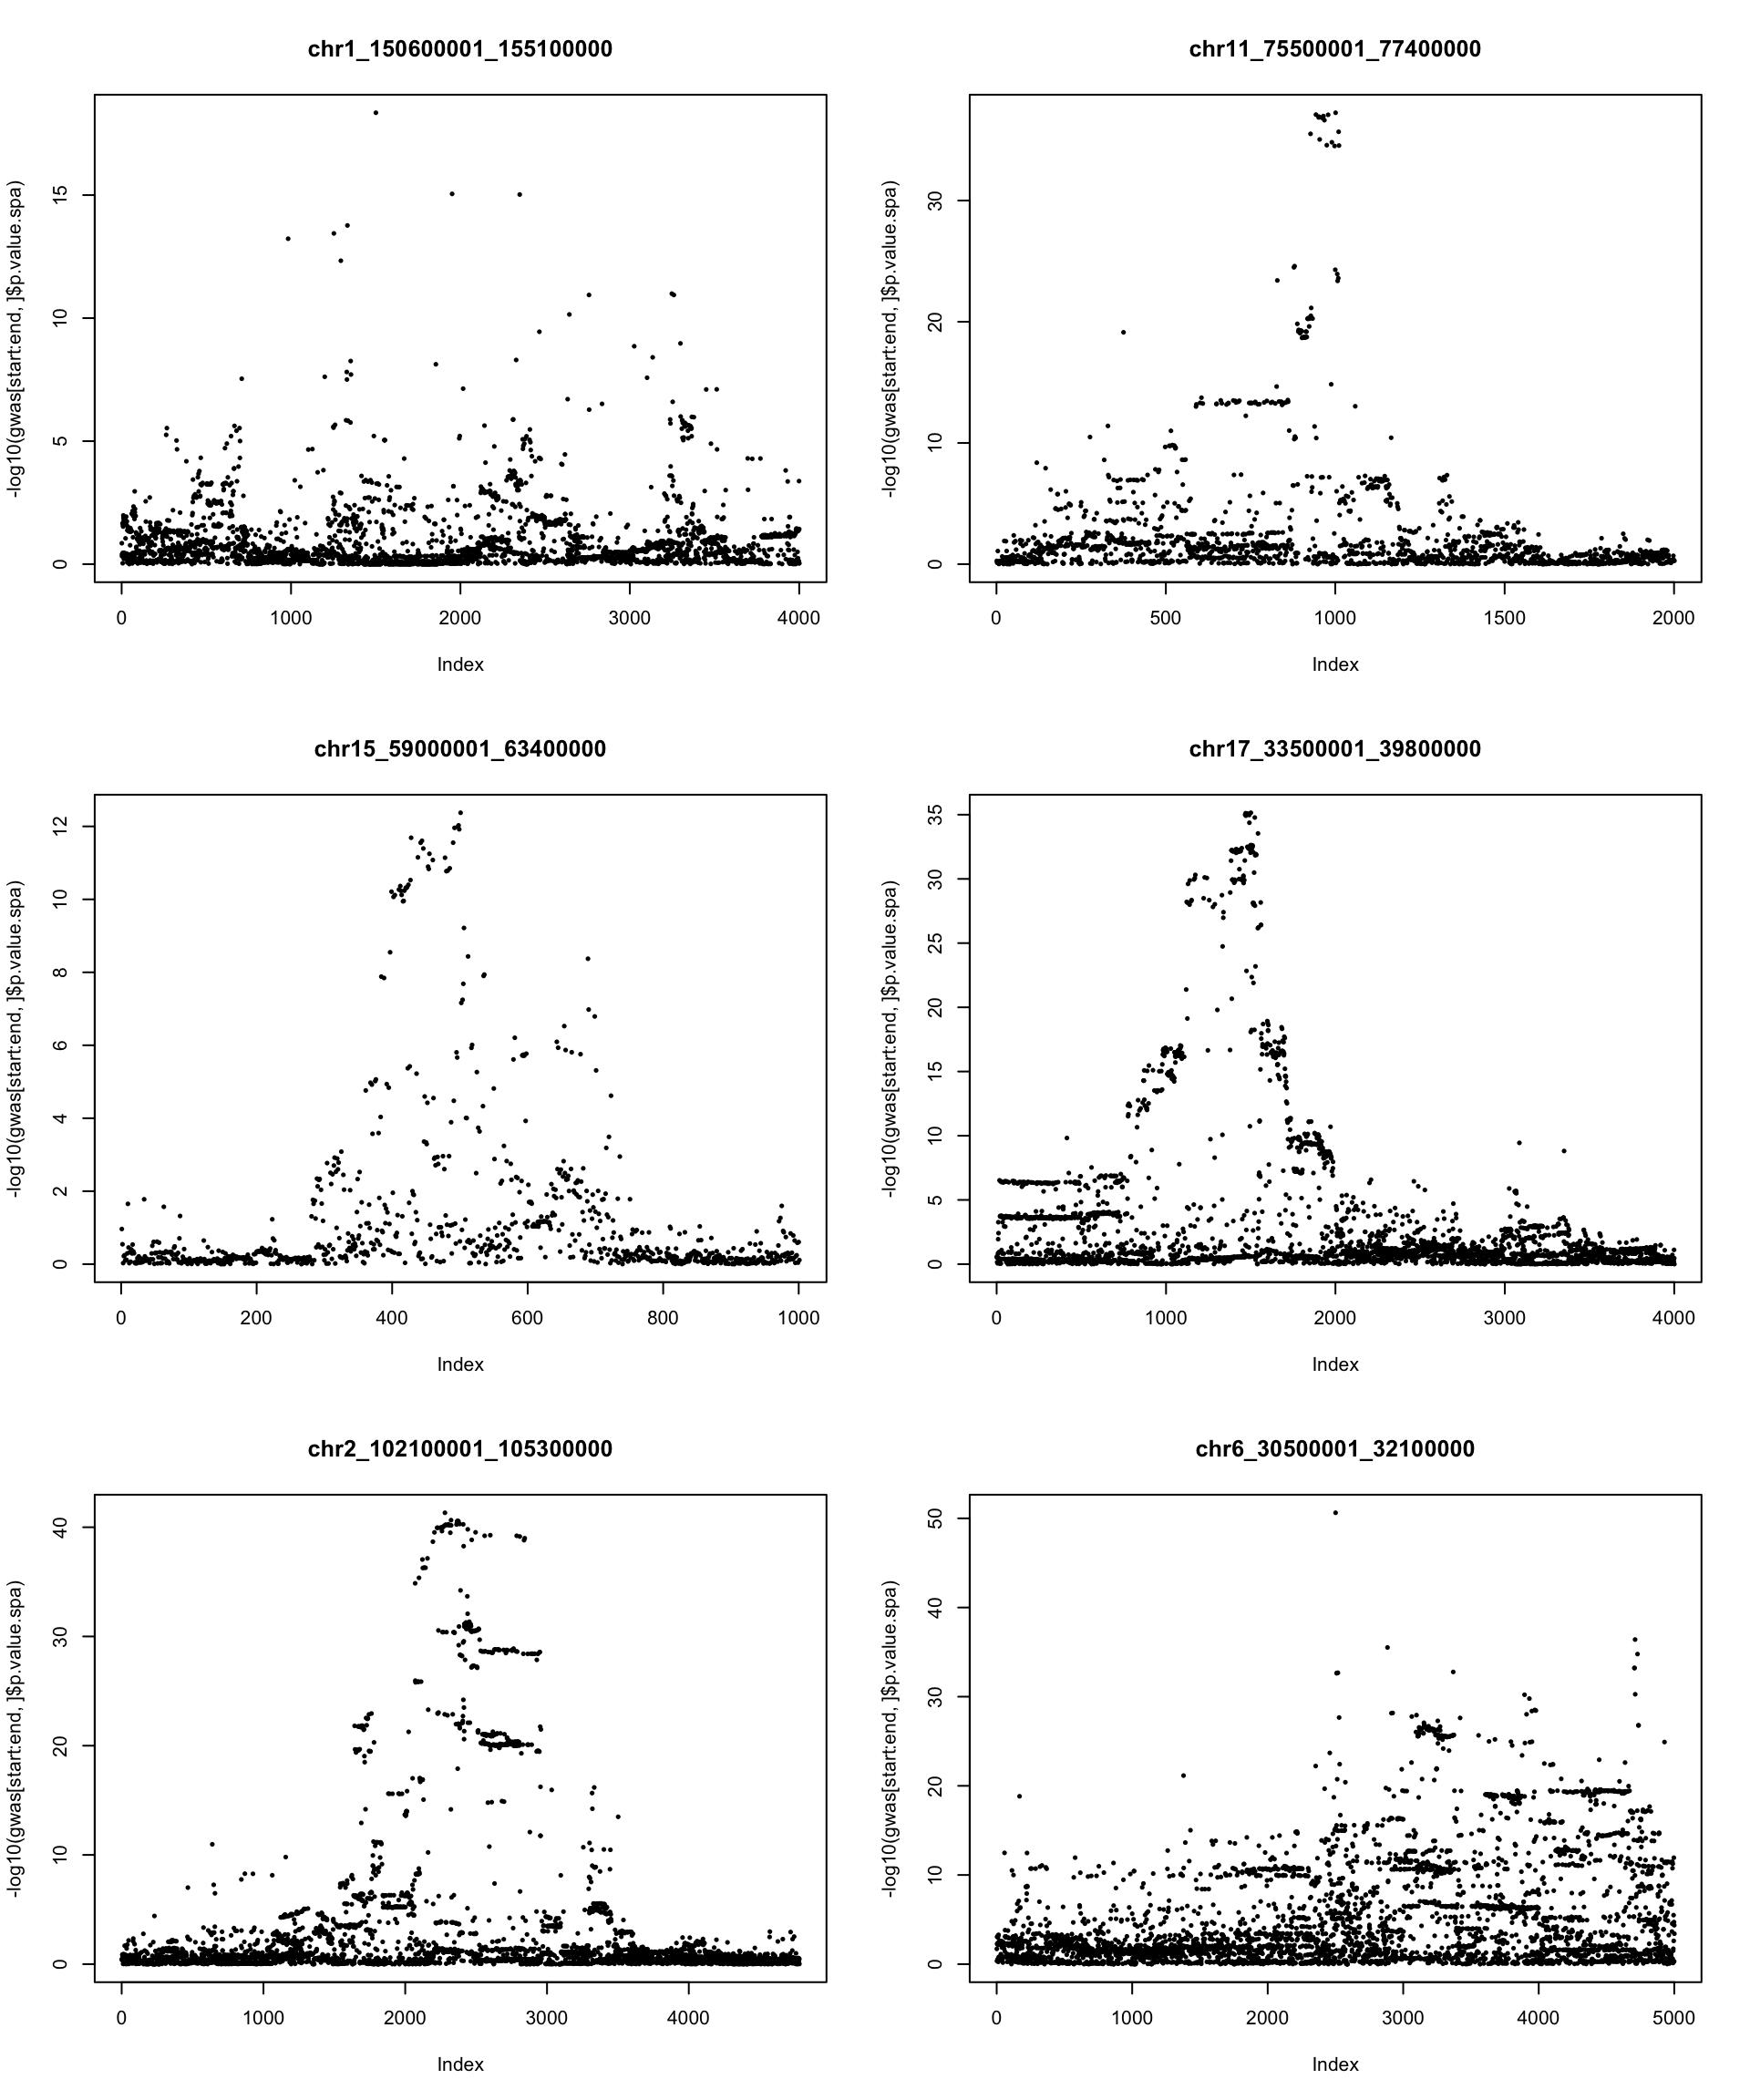 chr1_150600001_155100000
-log10(gwas[start:end, ]$p.value.spa)
0 5 10 15
0 1000 2000 3000 4000
Index
chr11_75500001_77400000
-log10(gwas[start:end, ]$p.value.spa)
0 10 20 30
0 500 1000 1500 2000
Index
chr15_59000001_63400000
-log10(gwas[start:end, ]$p.value.spa)
0 2 4 6 8 10 12
0 200 400 600 800 1000
Index
chr17_33500001_39800000
-log10(gwas[start:end, ]$p.value.spa)
0 5 10 15 20 25 30 35
0 1000 2000 3000 4000
Index
chr2_102100001_105300000
-log10(gwas[start:end, ]$p.value.spa)
0 10 20 30 40
0 1000 2000 3000 4000
Index
chr6_30500001_32100000
-log10(gwas[start:end, ]$p.value.spa)
0 10 20 30 40 50
0 1000 2000 3000 4000 5000
Index